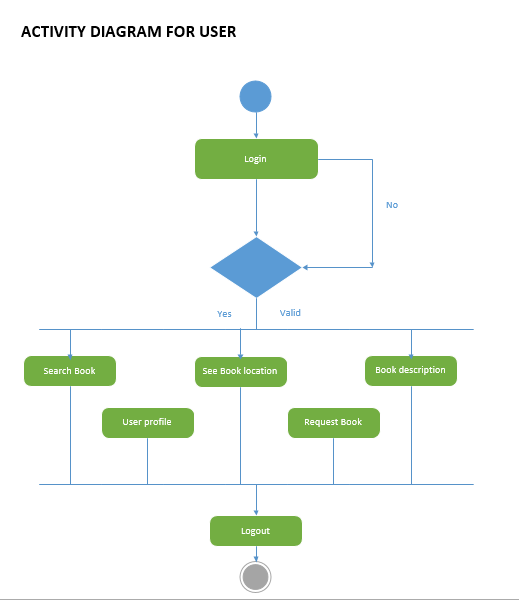 ACTIVITY DIAGRAM FOR USER
Login
No
Yes
Valid
Search Book
See Book location
Book description
User profile
Request Book
Logout